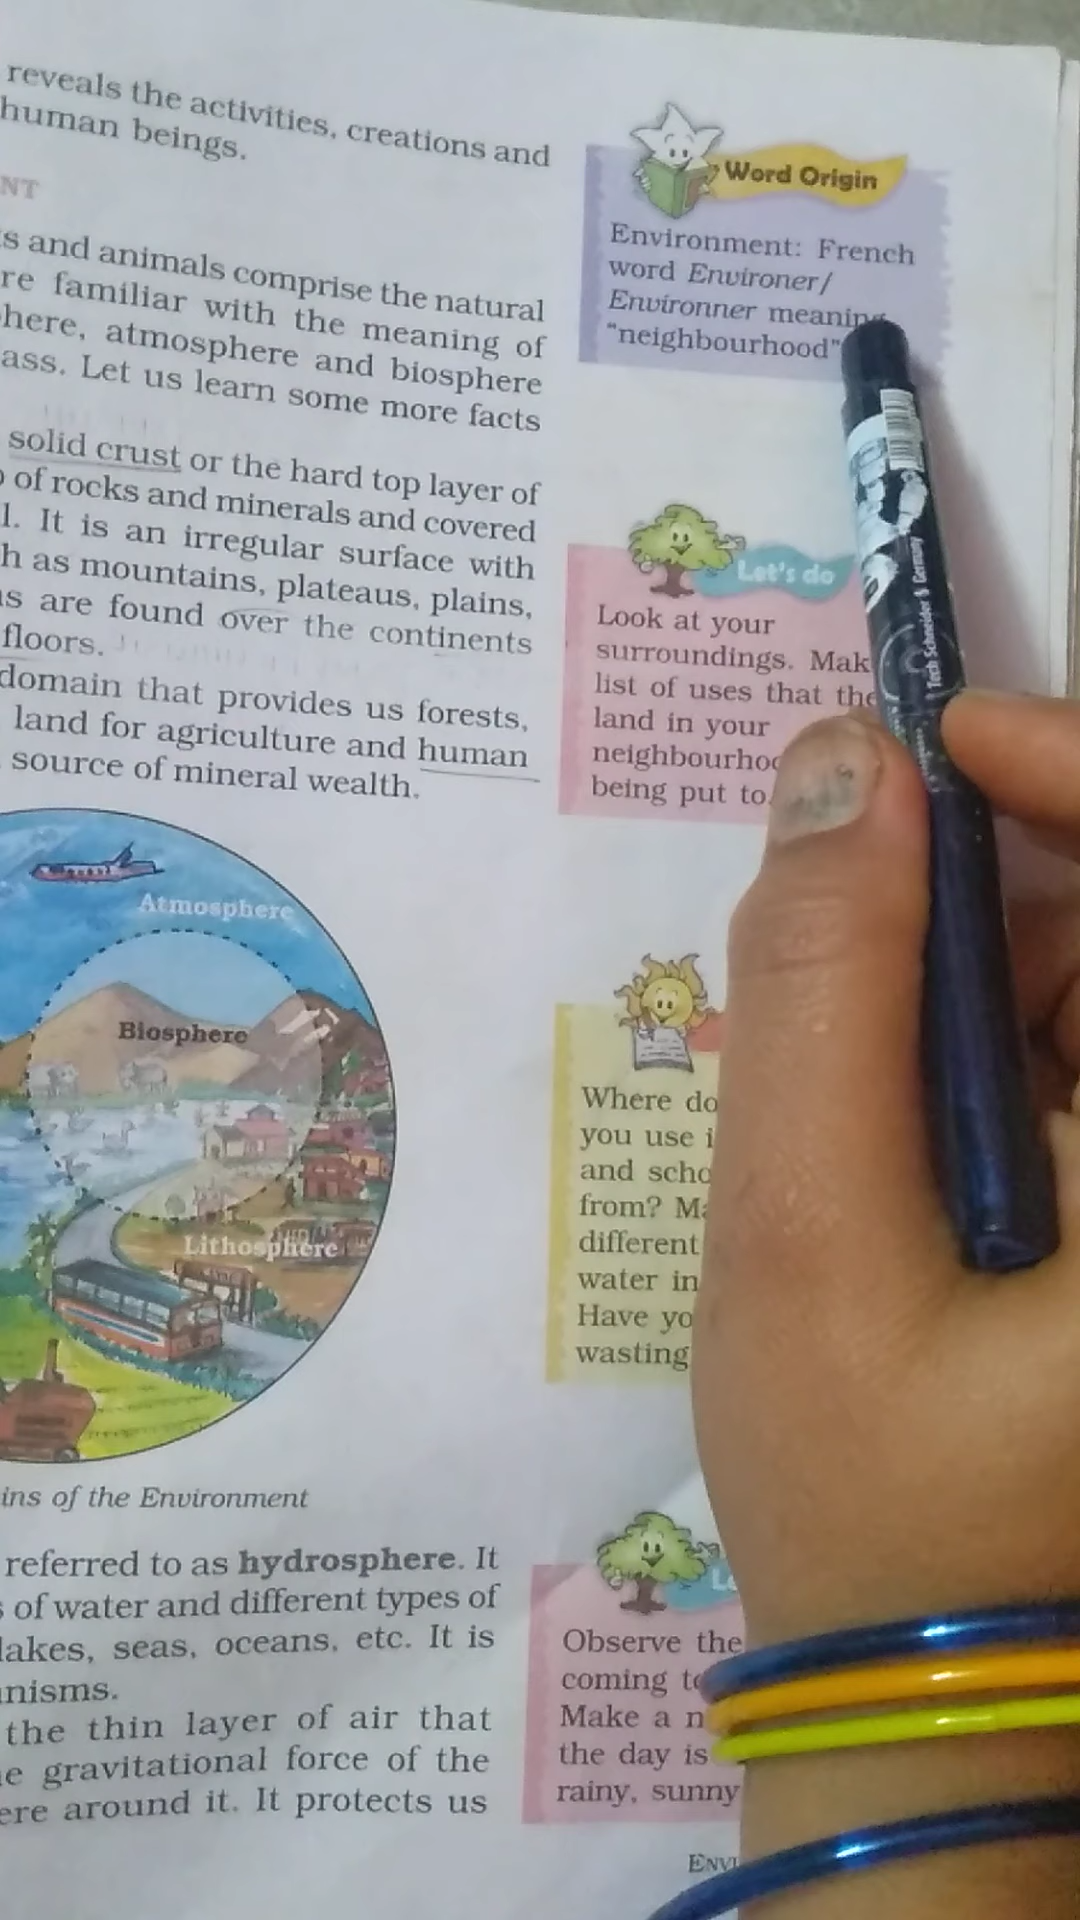 reveals the activities, creations and
human beings.
NT
s and animals comprise the natural
re familiar with the meaning of
here, atmosphere and biosphere
ass. Let us learn some more facts
solid crust or the hard top layer of
of rocks and minerals and covered
l. It is an irregular surface with
h as mountains, plateaus, plains,
s are found over the continents
floors.
domain that provides us forests,
land for agriculture and human
source of mineral wealth.
Atmosphere
Biosphere
Lithosphere
ins of the Environment
referred to as hydrosphere. It
s of water and different types of
lakes, seas, oceans, etc. It is
anisms.
the thin layer of air that
e gravitational force of the
ere around it. It protects us
Word Origin
Environment: French
word Environer/
Environner meaning
"neighbourhood"
Let's do
Look at your
surroundings. Mak
list of uses that the
land in your
neighbourhoo
being put to.
Where do
you use i
and scho
from? Ma
different
water in
Have yo
wasting
Observe the
coming to
Make a n
the day is
rainy, sunny
ENVI
Tech Schneider Germany